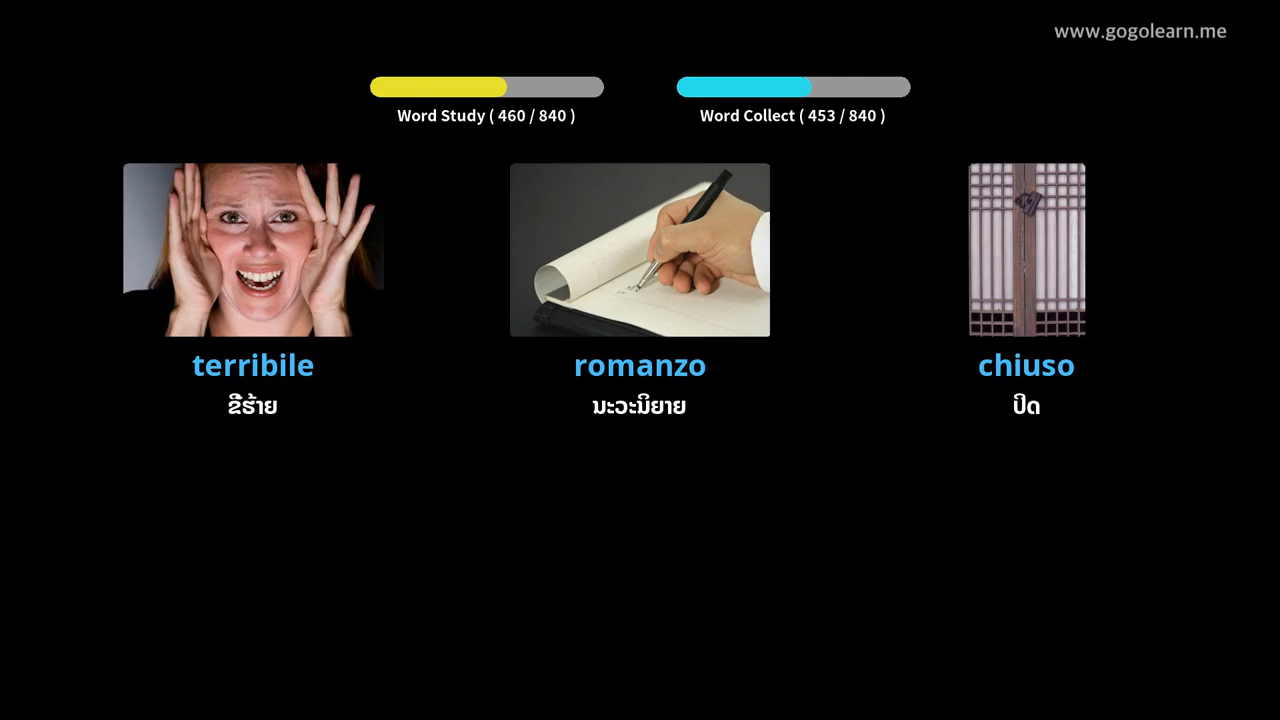 www.gogolearn.me
Word Study ( 460 / 840 )
Word Collect ( 453 / 840 )
terribile
ຂີ້ຮ້າຍ
romanzo
ນະວະນິຍາຍ
chiuso
ປິດ